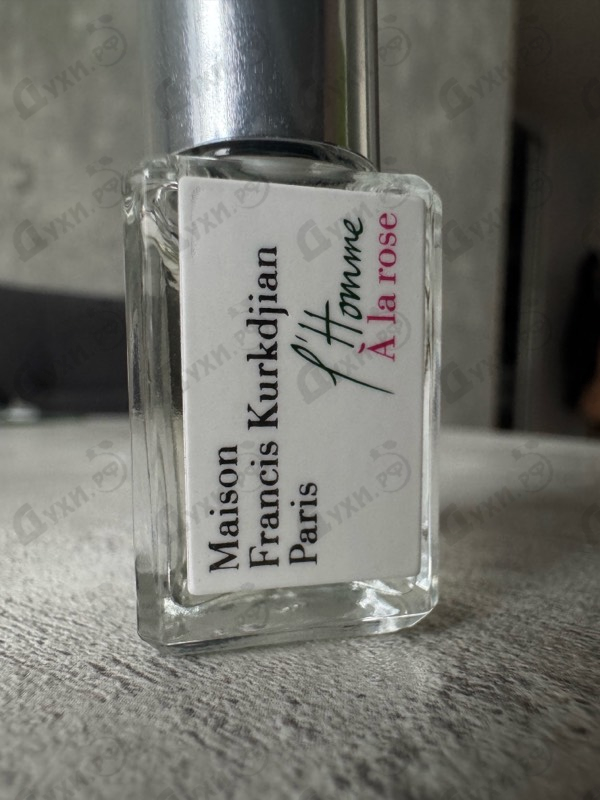 Maison
Francis Kurkdjian
Paris
l'Homme
À la rose
Духи.рф